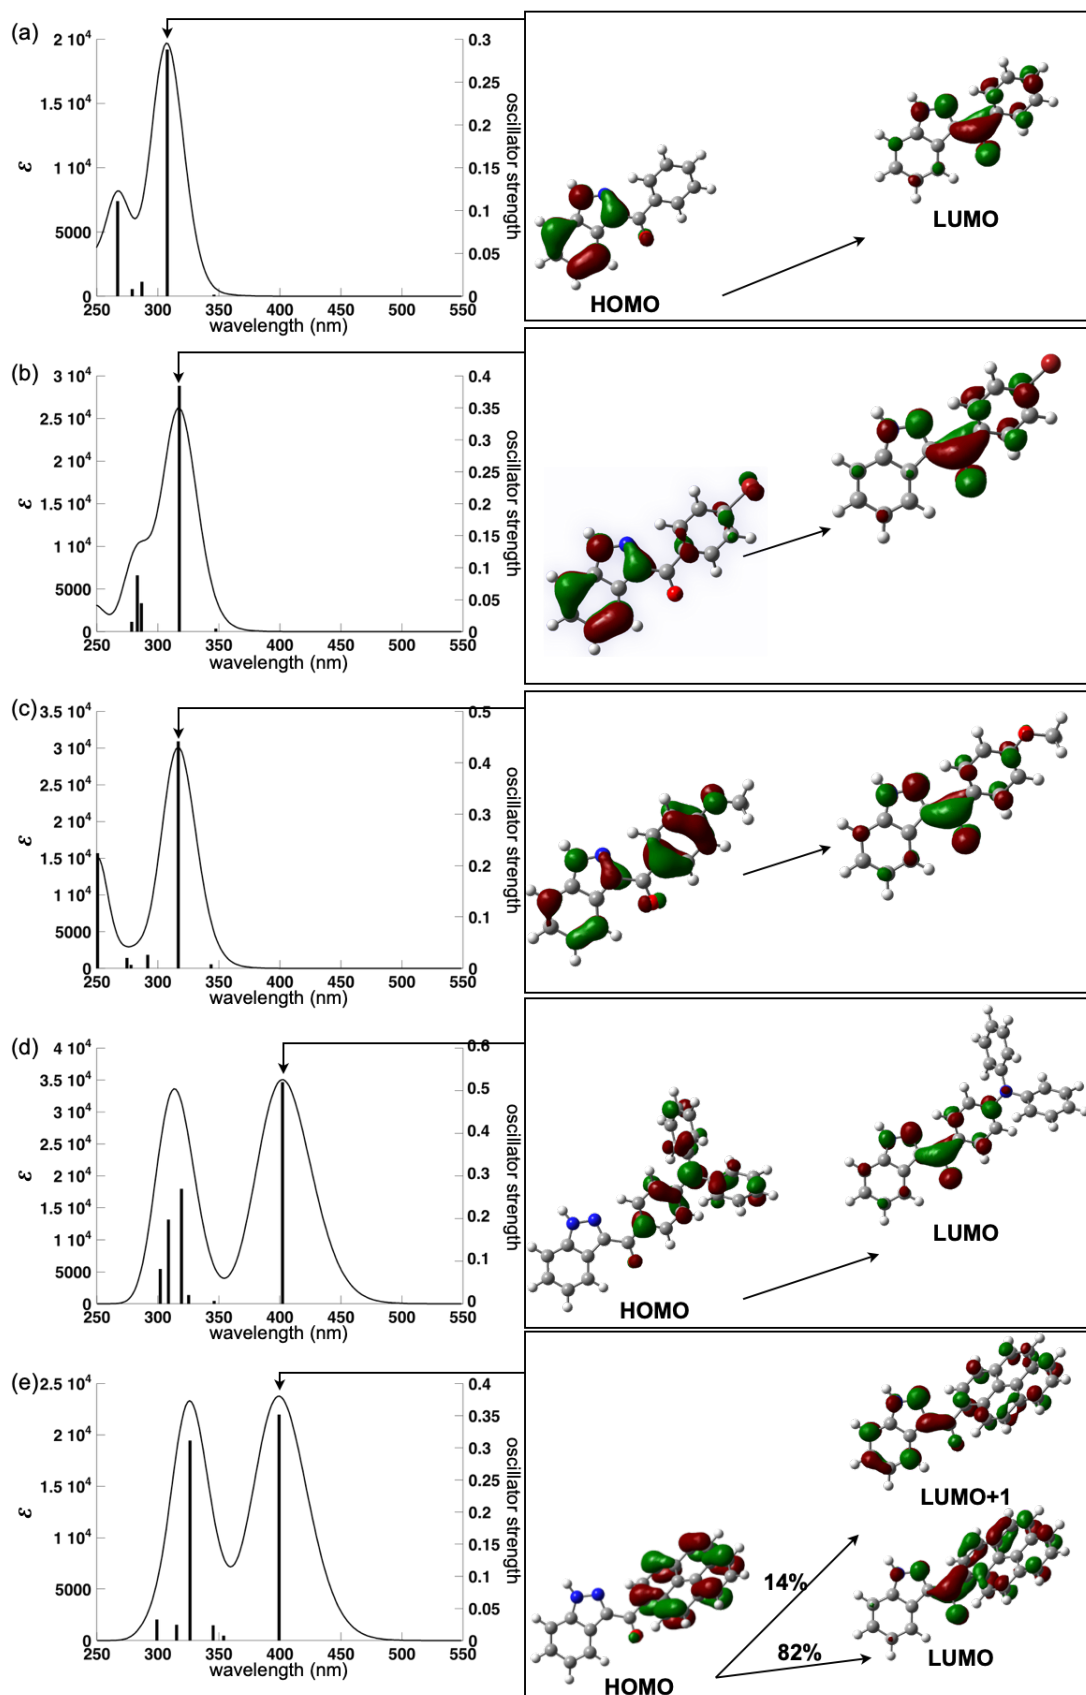 (a)
2 10⁴
1.5 10⁴
1 10⁴
5000
0
ε
0.3
0.25
0.2
0.15
0.1
0.05
0
oscillator strength
250 300 350 400 450 500 550
wavelength (nm)
HOMO
LUMO
(b)
3 10⁴
2.5 10⁴
2 10⁴
1.5 10⁴
1 10⁴
5000
0
ε
0.4
0.35
0.3
0.25
0.2
0.15
0.1
0.05
0
oscillator strength
250 300 350 400 450 500 550
wavelength (nm)
(c)
3.5 10⁴
3 10⁴
2.5 10⁴
2 10⁴
1.5 10⁴
1 10⁴
5000
0
ε
0.5
0.4
0.3
0.2
0.1
0
oscillator strength
250 300 350 400 450 500 550
wavelength (nm)
(d)
4 10⁴
3.5 10⁴
3 10⁴
2.5 10⁴
2 10⁴
1.5 10⁴
1 10⁴
5000
0
ε
0.6
0.5
0.4
0.3
0.2
0.1
0
oscillator strength
250 300 350 400 450 500 550
wavelength (nm)
HOMO
LUMO
(e)
2.5 10⁴
2 10⁴
1.5 10⁴
1 10⁴
5000
0
ε
0.4
0.35
0.3
0.25
0.2
0.15
0.1
0.05
0
oscillator strength
250 300 350 400 450 500 550
wavelength (nm)
LUMO+1
14%
82%
HOMO
LUMO